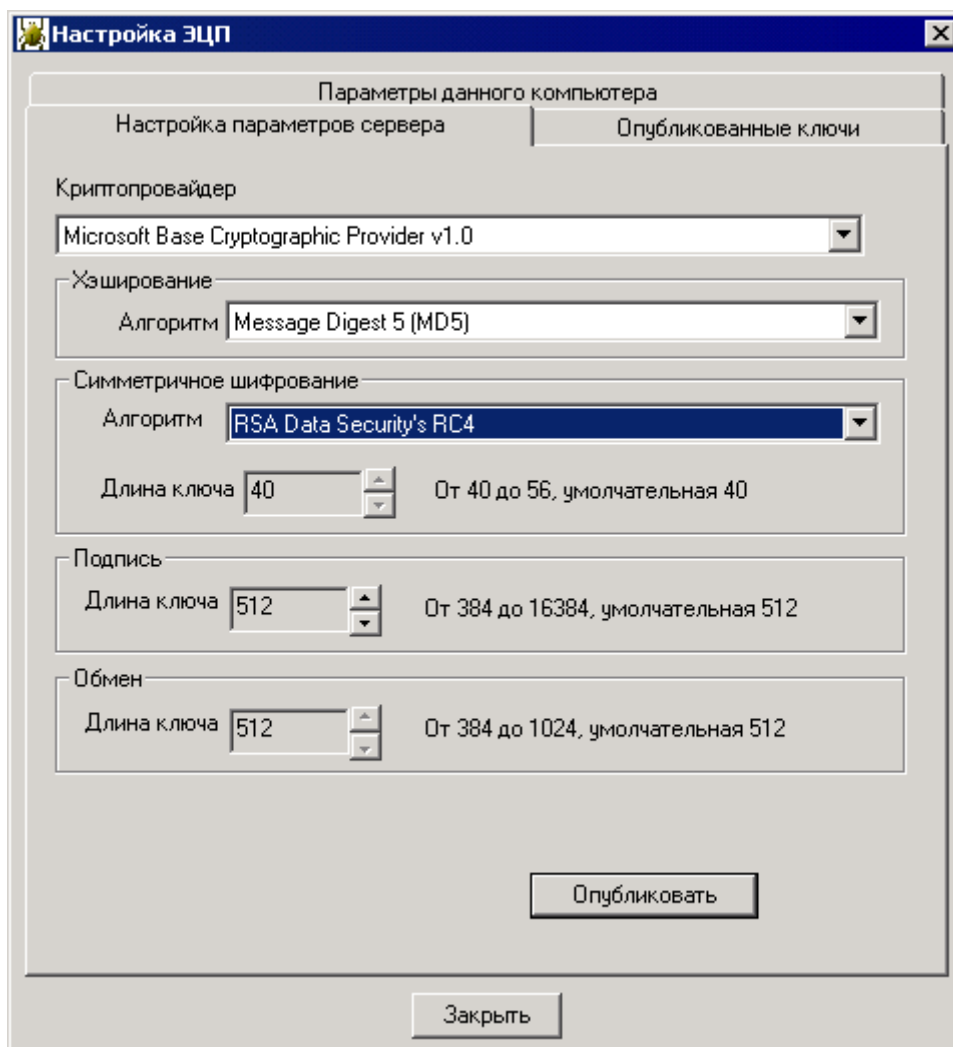 Настройка ЭЦП
Параметры данного компьютера
Настройка параметров сервера
Опубликованные ключи
Криптопровайдер
Microsoft Base Cryptographic Provider v1.0
Хэширование
Алгоритм Message Digest 5 (MD5)
Симметричное шифрование
Алгоритм RSA Data Security's RC4
Длина ключа 40 От 40 до 56, умолчательная 40
Подпись
Длина ключа 512 От 384 до 16384, умолчательная 512
Обмен
Длина ключа 512 От 384 до 1024, умолчательная 512
Опубликовать
Закрыть